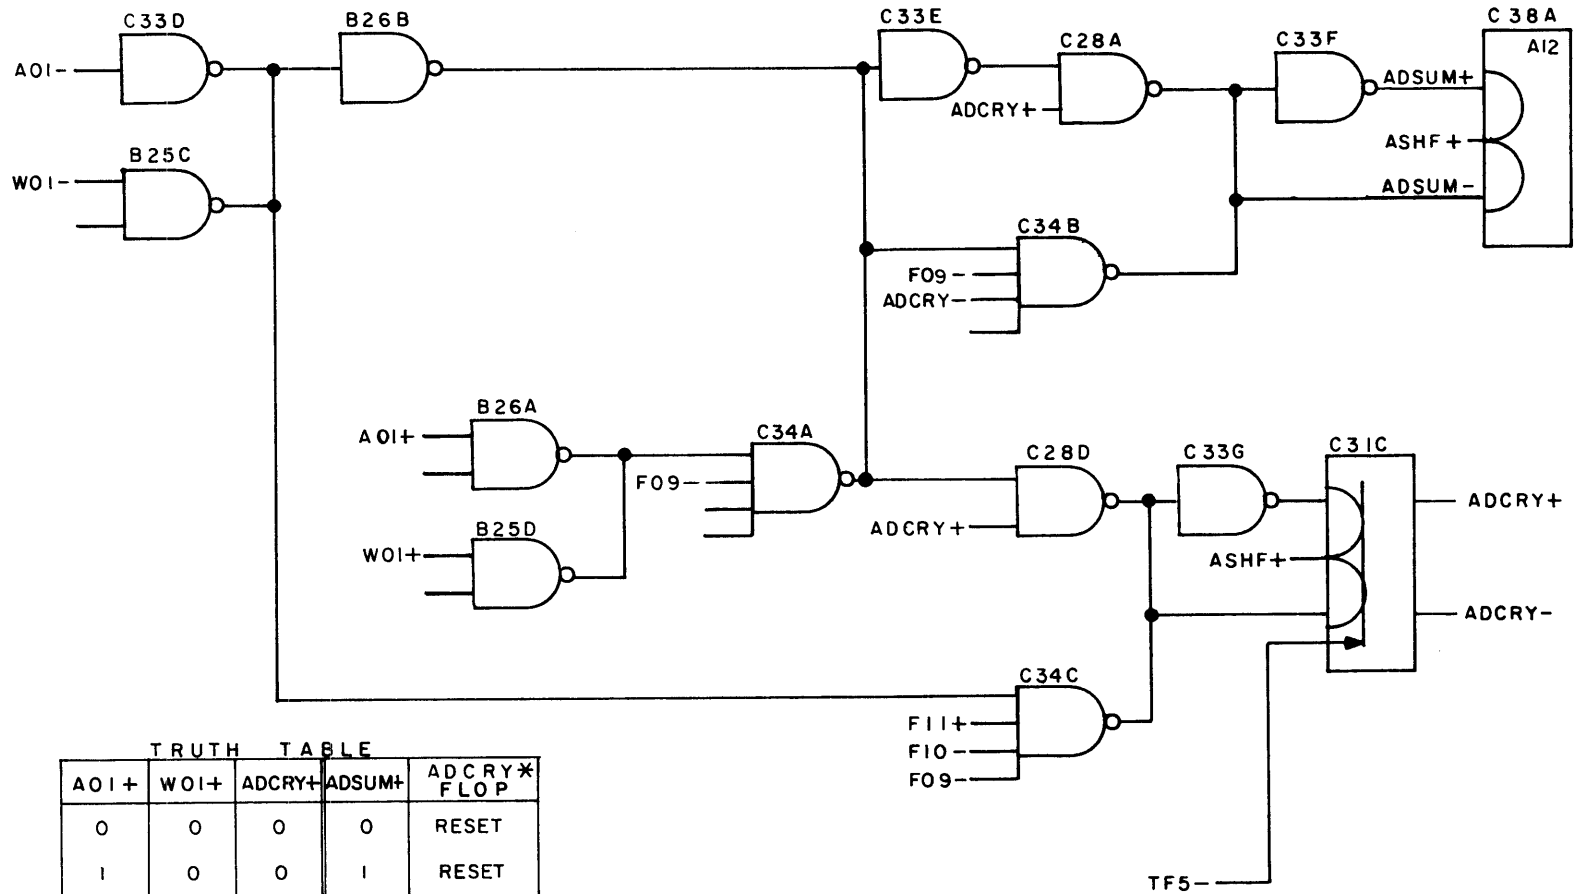 C33D
B26B
C33E
C28A
C33F
C38A
A12
A01-
ADCRY+
ADSUM+
ASHF+
ADSUM-
B25C
W01-
C34B
F09-
ADCRY-
B26A
A01+
C34A
F09-
B25D
W01+
C28D
ADCRY+
C33G
C31C
ADCRY+
ASHF+
ADCRY-
C34C
F11+
F10-
F09-
TF5-
TRUTH TABLE
A01+ W01+ ADCRY+ ADSUM+ ADCRY* FLOP
0 0 0 0 RESET
1 0 0 1 RESET